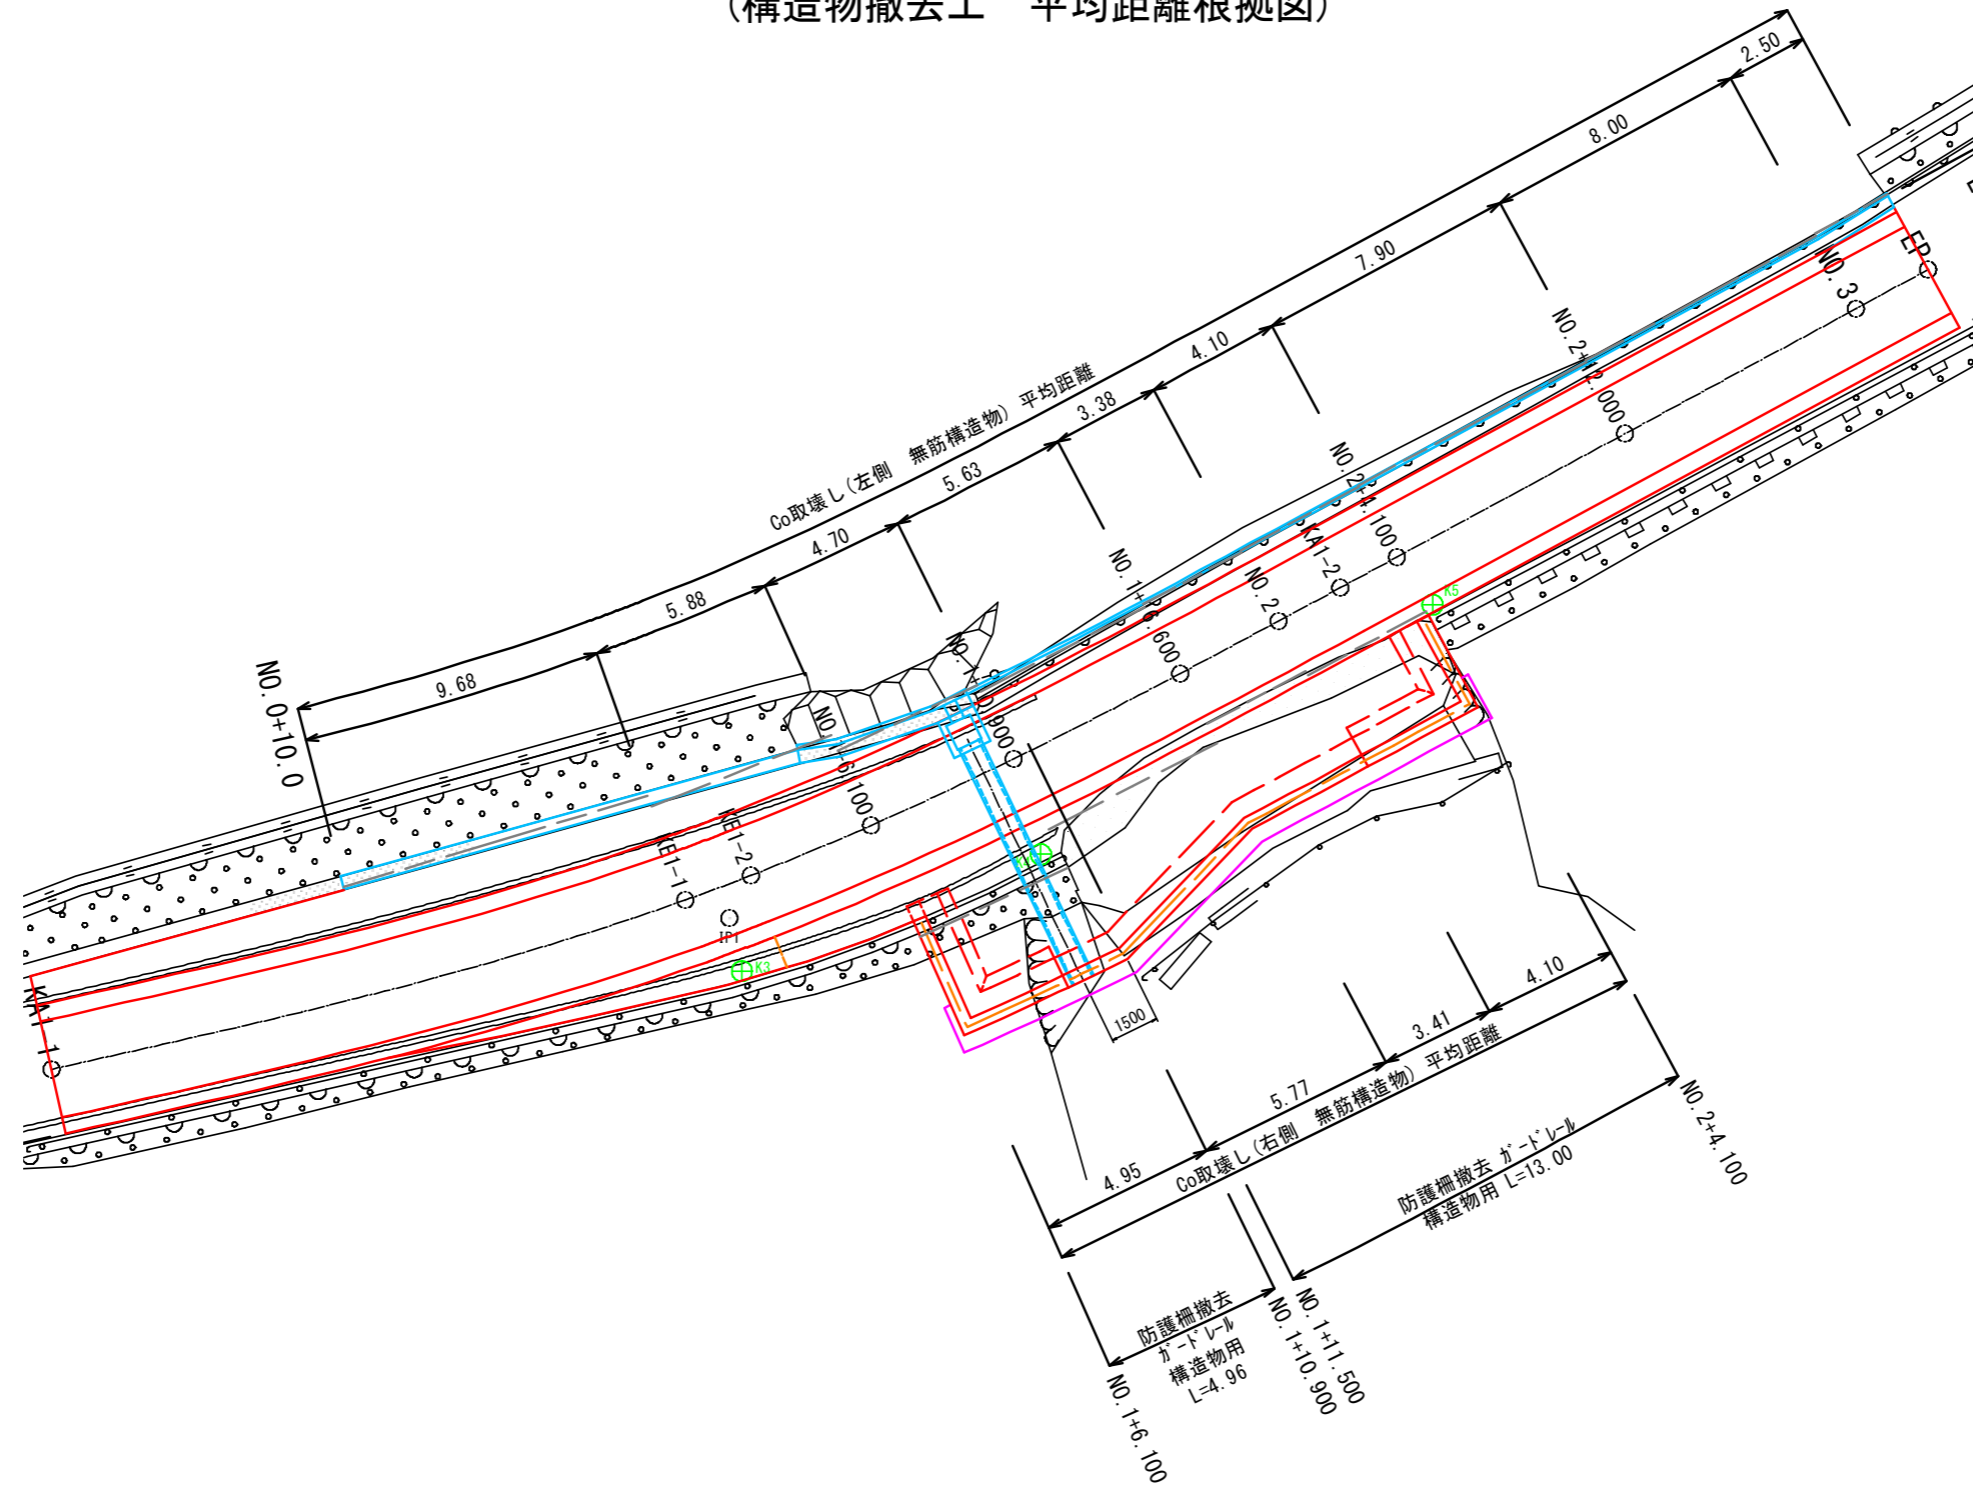 (構造物撤去工　平均距離根拠図)
2.50
8.00
7.90
4.10
3.38
5.63
4.70
5.88
9.68
Co取壊し(左側　無筋構造物) 平均距離
NO.0+10.0
EP
NO.3
NO.2+12.000
NO.2+4.100
KA1-2
NO.2
KE1-2
KE1-1
IP1
K3
K5
KA1-1
1500
4.10
3.41
5.77
4.95
Co取壊し(右側　無筋構造物) 平均距離
NO.2+4.100
防護柵撤去 ガードレール
構造物用 L=13.00
防護柵撤去
ガードレール
構造物用
L=4.96
NO.1+11.500
NO.1+10.900
NO.1+6.100